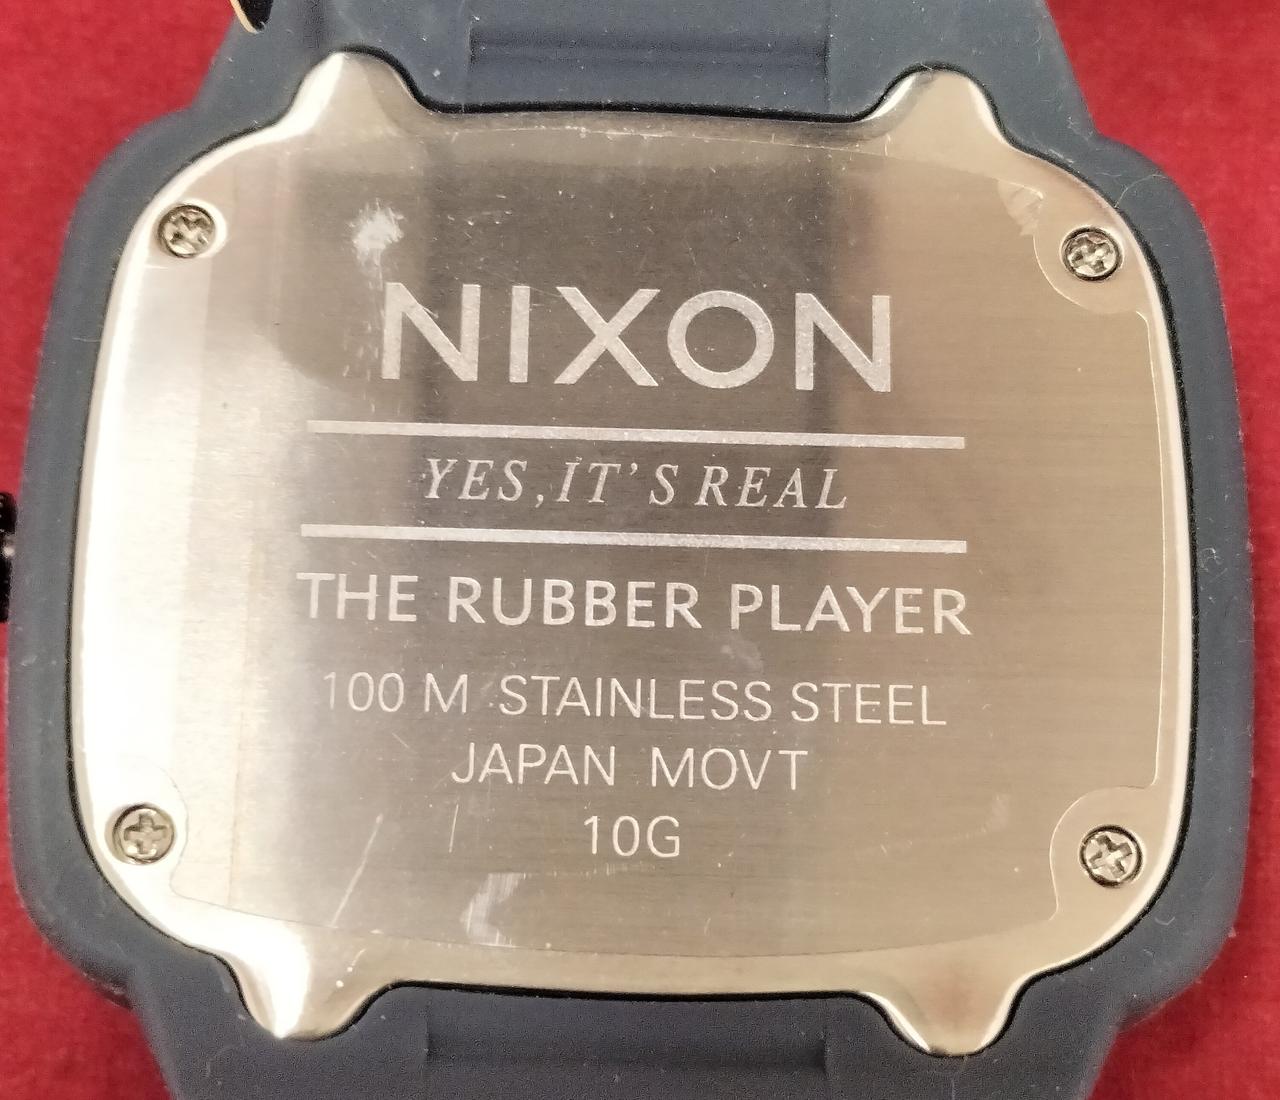 NIXON
YES, IT'S REAL
THE RUBBER PLAYER
100 M STAINLESS STEEL
JAPAN MOVT
10G